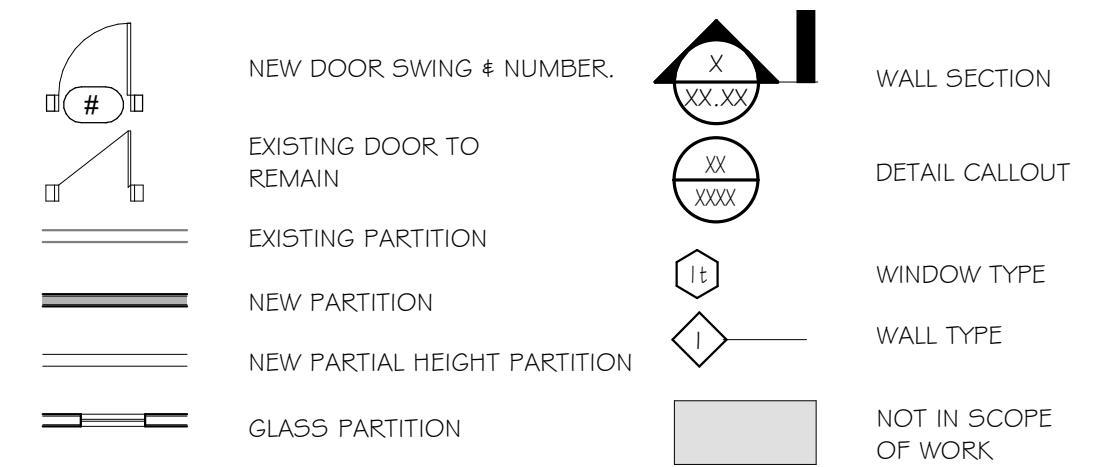 #
NEW DOOR SWING & NUMBER.
EXISTING DOOR TO
REMAIN
EXISTING PARTITION
NEW PARTITION
NEW PARTIAL HEIGHT PARTITION
GLASS PARTITION
X
XX.XX
WALL SECTION
XX
XXXX
DETAIL CALLOUT
1t
WINDOW TYPE
1
WALL TYPE
NOT IN SCOPE
OF WORK